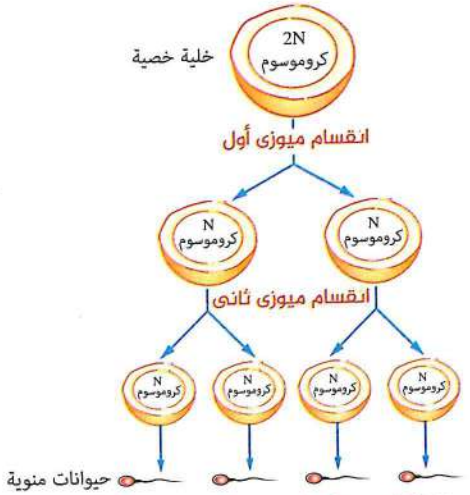 خلية خصية
2N
كروموسوم
انقسام ميوزى أول
N
كروموسوم
N
كروموسوم
انقسام ميوزى ثانى
N
كروموسوم
N
كروموسوم
N
كروموسوم
N
كروموسوم
حيوانات منوية